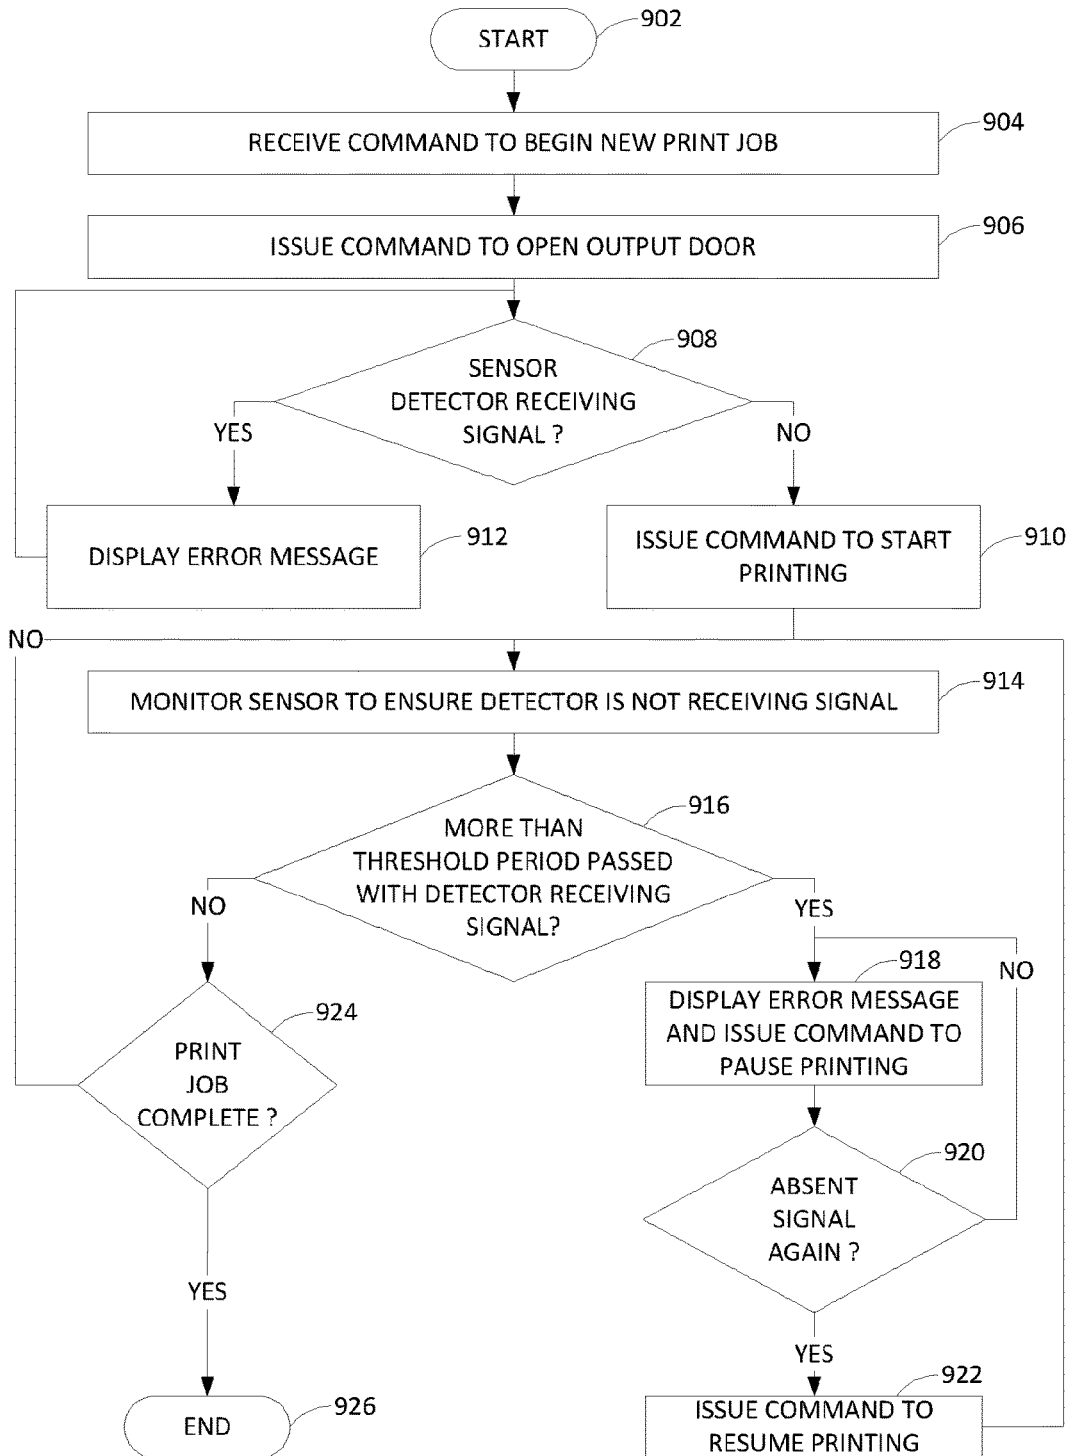 START
902
RECEIVE COMMAND TO BEGIN NEW PRINT JOB
904
ISSUE COMMAND TO OPEN OUTPUT DOOR
906
908
SENSOR
DETECTOR RECEIVING
SIGNAL ?
YES
NO
DISPLAY ERROR MESSAGE
912
ISSUE COMMAND TO START
PRINTING
910
NO
MONITOR SENSOR TO ENSURE DETECTOR IS NOT RECEIVING SIGNAL
914
916
MORE THAN
THRESHOLD PERIOD PASSED
WITH DETECTOR RECEIVING
SIGNAL?
NO
YES
918
NO
DISPLAY ERROR MESSAGE
AND ISSUE COMMAND TO
PAUSE PRINTING
924
PRINT
JOB
COMPLETE ?
920
ABSENT
SIGNAL
AGAIN ?
YES
YES
922
ISSUE COMMAND TO
RESUME PRINTING
END
926